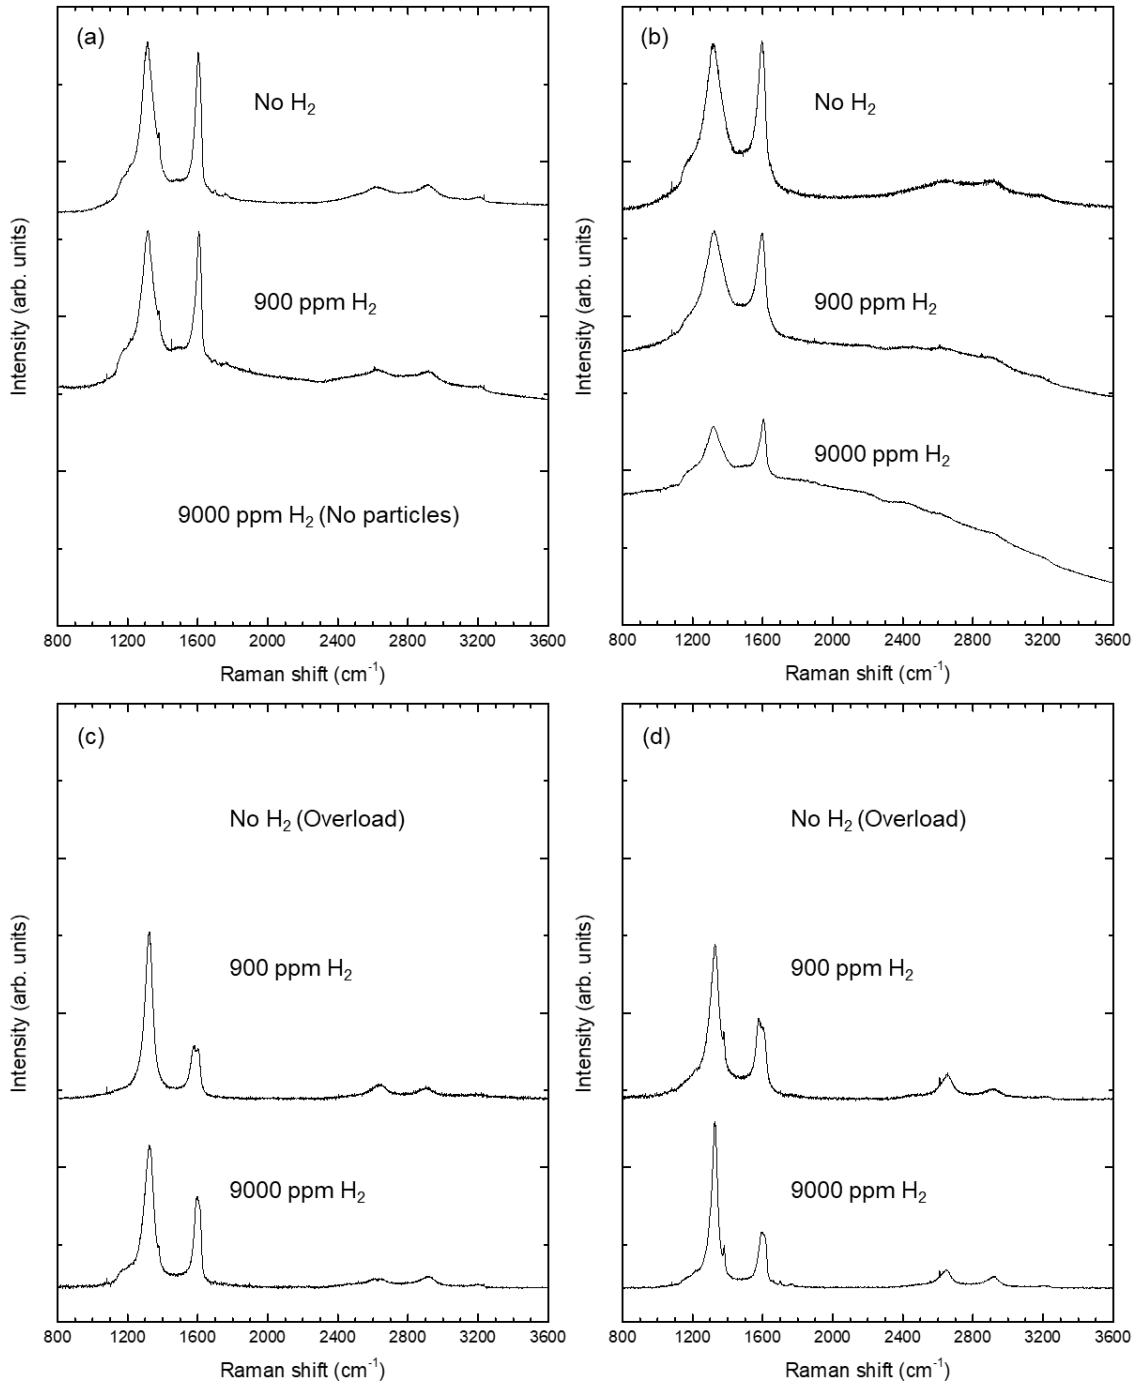 (a)
No H₂
900 ppm H₂
9000 ppm H₂ (No particles)
Intensity (arb. units)
800 1200 1600 2000 2400 2800 3200 3600
Raman shift (cm⁻¹)
(b)
No H₂
900 ppm H₂
9000 ppm H₂
Intensity (arb. units)
800 1200 1600 2000 2400 2800 3200 3600
Raman shift (cm⁻¹)
(c)
No H₂ (Overload)
900 ppm H₂
9000 ppm H₂
Intensity (arb. units)
800 1200 1600 2000 2400 2800 3200 3600
Raman shift (cm⁻¹)
(d)
No H₂ (Overload)
900 ppm H₂
9000 ppm H₂
Intensity (arb. units)
800 1200 1600 2000 2400 2800 3200 3600
Raman shift (cm⁻¹)